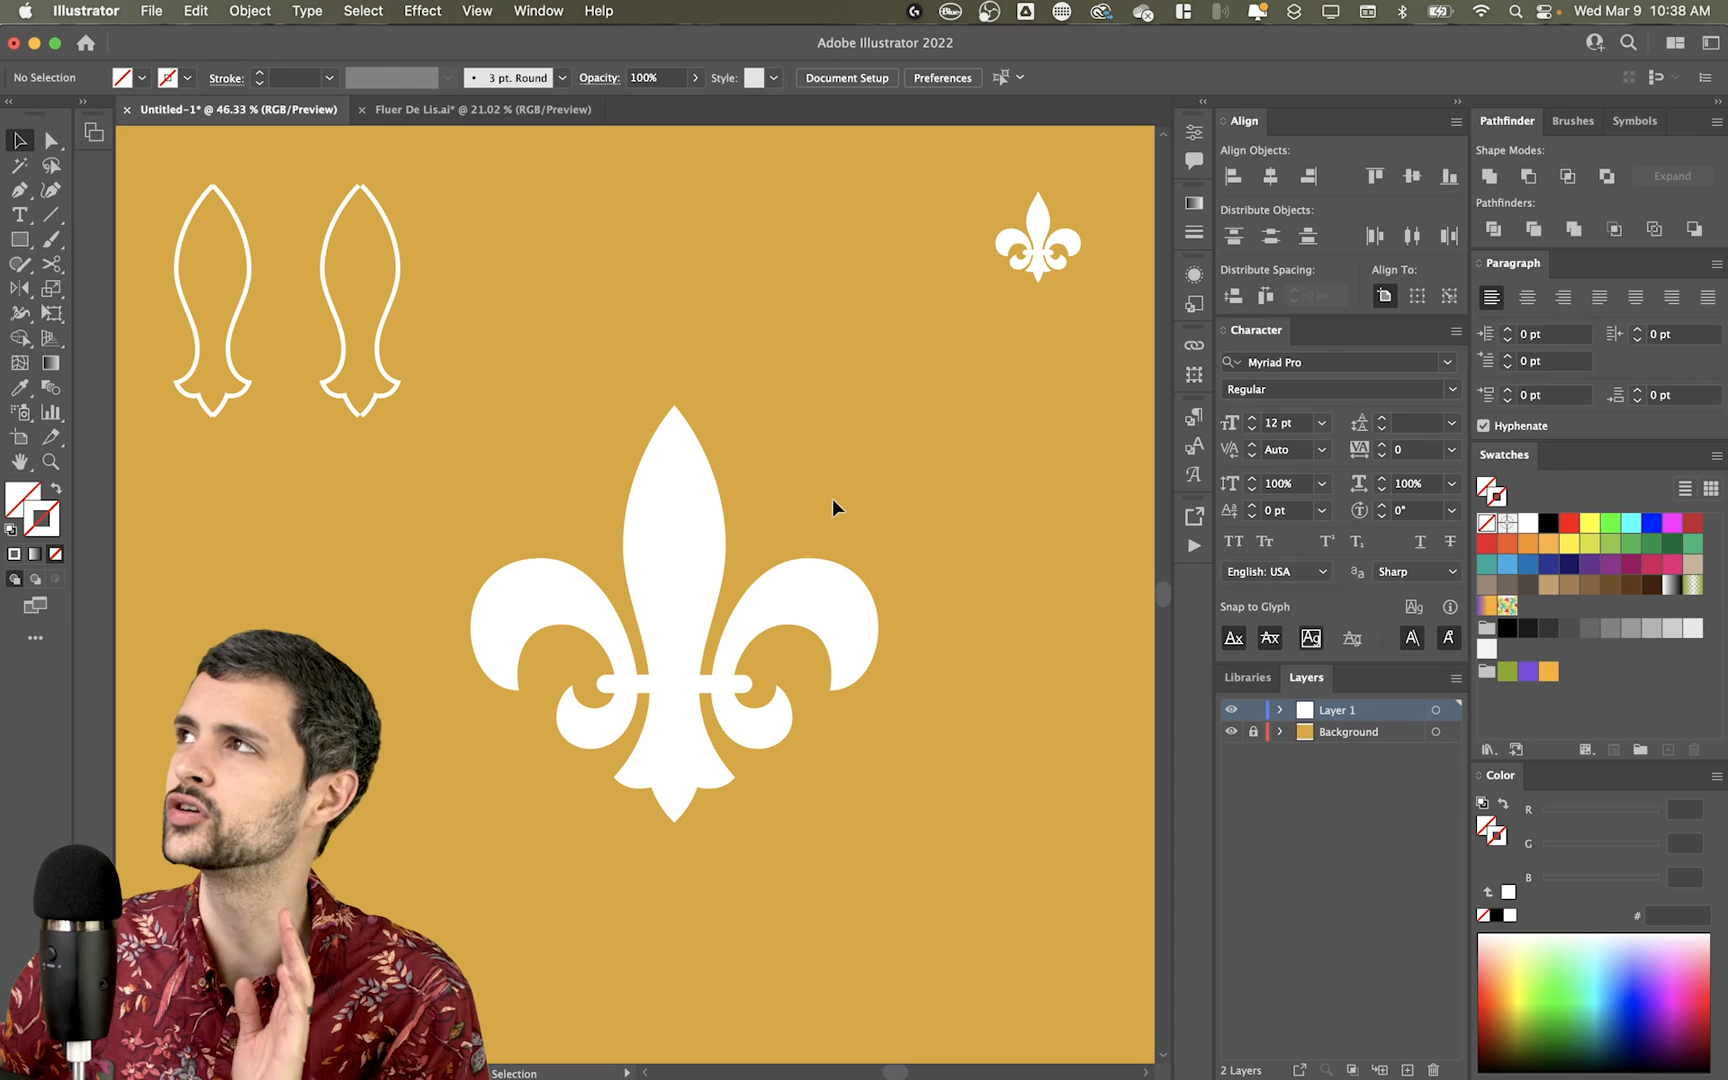 Illustrator File Edit Object Type Select Effect View Window Help
Wed Mar 9 10:38 AM
Adobe Illustrator 2022
No Selection Stroke: 3 pt. Round Opacity: 100% Style: Document Setup Preferences
Untitled-1* @ 46.33 % (RGB/Preview) Fluer De Lis.ai* @ 21.02 % (RGB/Preview)
Align
Align Objects:
Distribute Objects:
Distribute Spacing: Align To:
0 px
Character
Myriad Pro
Regular
12 pt
Auto 0
100% 100%
0 pt 0°
TT Tr T¹ T₁ T T
English: USA aa Sharp
Snap to Glyph
Libraries Layers
Layer 1
Background
2 Layers
Pathfinder Brushes Symbols
Shape Modes:
Expand
Pathfinders:
Paragraph
0 pt 0 pt
0 pt
0 pt 0 pt
Hyphenate
Swatches
Color
R
G
B
#
Selection